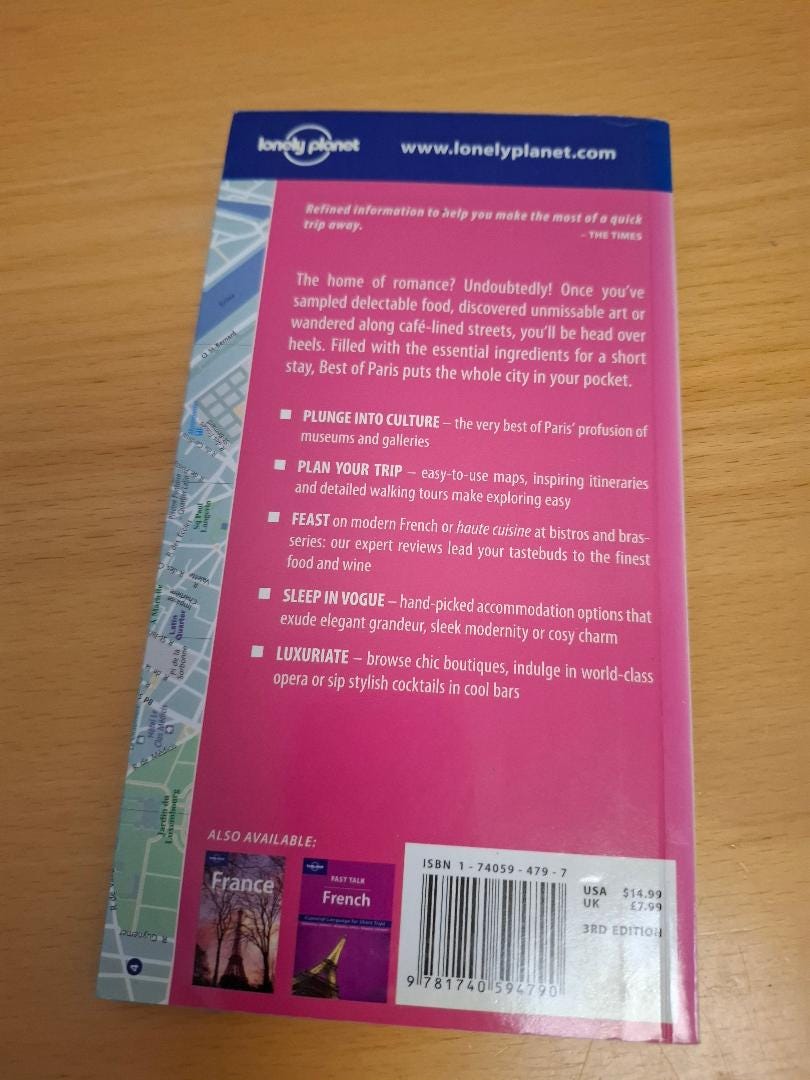 lonely planet www.lonelyplanet.com
Refined information to help you make the most of a quick
trip away.
– THE TIMES
The home of romance? Undoubtedly! Once you've
sampled delectable food, discovered unmissable art or
wandered along café-lined streets, you'll be head over
heels. Filled with the essential ingredients for a short
stay, Best of Paris puts the whole city in your pocket.
■ PLUNGE INTO CULTURE – the very best of Paris' profusion of
museums and galleries
■ PLAN YOUR TRIP – easy-to-use maps, inspiring itineraries
and detailed walking tours make exploring easy
■ FEAST on modern French or haute cuisine at bistros and bras-
series: our expert reviews lead your tastebuds to the finest
food and wine
■ SLEEP IN VOGUE – hand-picked accommodation options that
exude elegant grandeur, sleek modernity or cosy charm
■ LUXURIATE – browse chic boutiques, indulge in world-class
opera or sip stylish cocktails in cool bars
Q. St-Bernard
Latin
Quartier
Jardin du
Luxembourg
R Guynemer
4
ALSO AVAILABLE:
France
FAST TALK
French
ISBN 1 - 74059 - 479 - 7
USA $14.99
UK £7.99
3RD EDITION
9 781740 594790